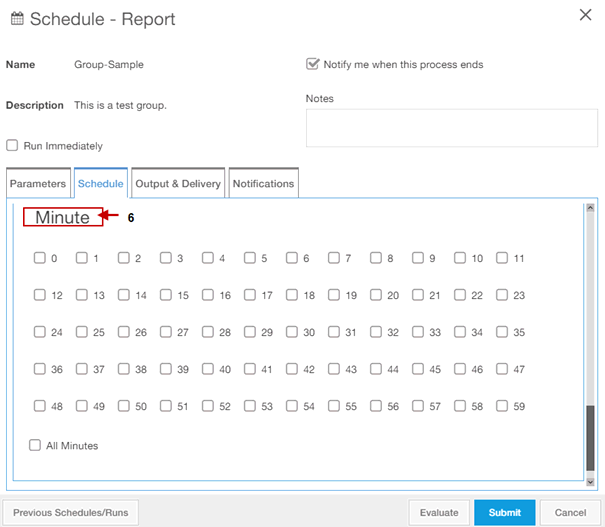 Schedule - Report
Name Group-Sample
Notify me when this process ends
Description This is a test group.
Notes
Run Immediately
Parameters Schedule Output & Delivery Notifications
Minute 6
0 1 2 3 4 5 6 7 8 9 10 11
12 13 14 15 16 17 18 19 20 21 22 23
24 25 26 27 28 29 30 31 32 33 34 35
36 37 38 39 40 41 42 43 44 45 46 47
48 49 50 51 52 53 54 55 56 57 58 59
All Minutes
Previous Schedules/Runs Evaluate Submit Cancel